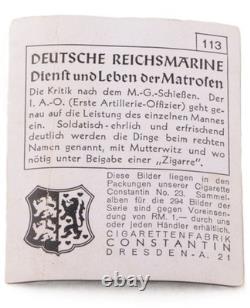 113
DEUTSCHE REICHSMARINE
Dienst und Leben der Matrosen
Die Kritik nach dem M.-G.-Schießen. Der
I. A.-O (Erste Artillerie-Offizier) geht ge-
nau auf die Leistung des einzelnen Mannes
ein. Soldatisch-ehrlich und erfrischend
deutlich werden die Dinge beim rechten
Namen genannt, mit Mutterwitz und wo
nötig unter Beigabe einer „Zigarre".
Diese Bilder liegen in den
Packungen unserer Cigarette
Constantin No. 23. Sammel-
alben für die 294 Bilder der
Serie sind gegen Voreinsen-
dung von RM. 1.— durch uns
oder jeden Händler erhältlich.
CIGARETTENFABRIK
CONSTANTIN
DRESDEN-A. 21
ebay